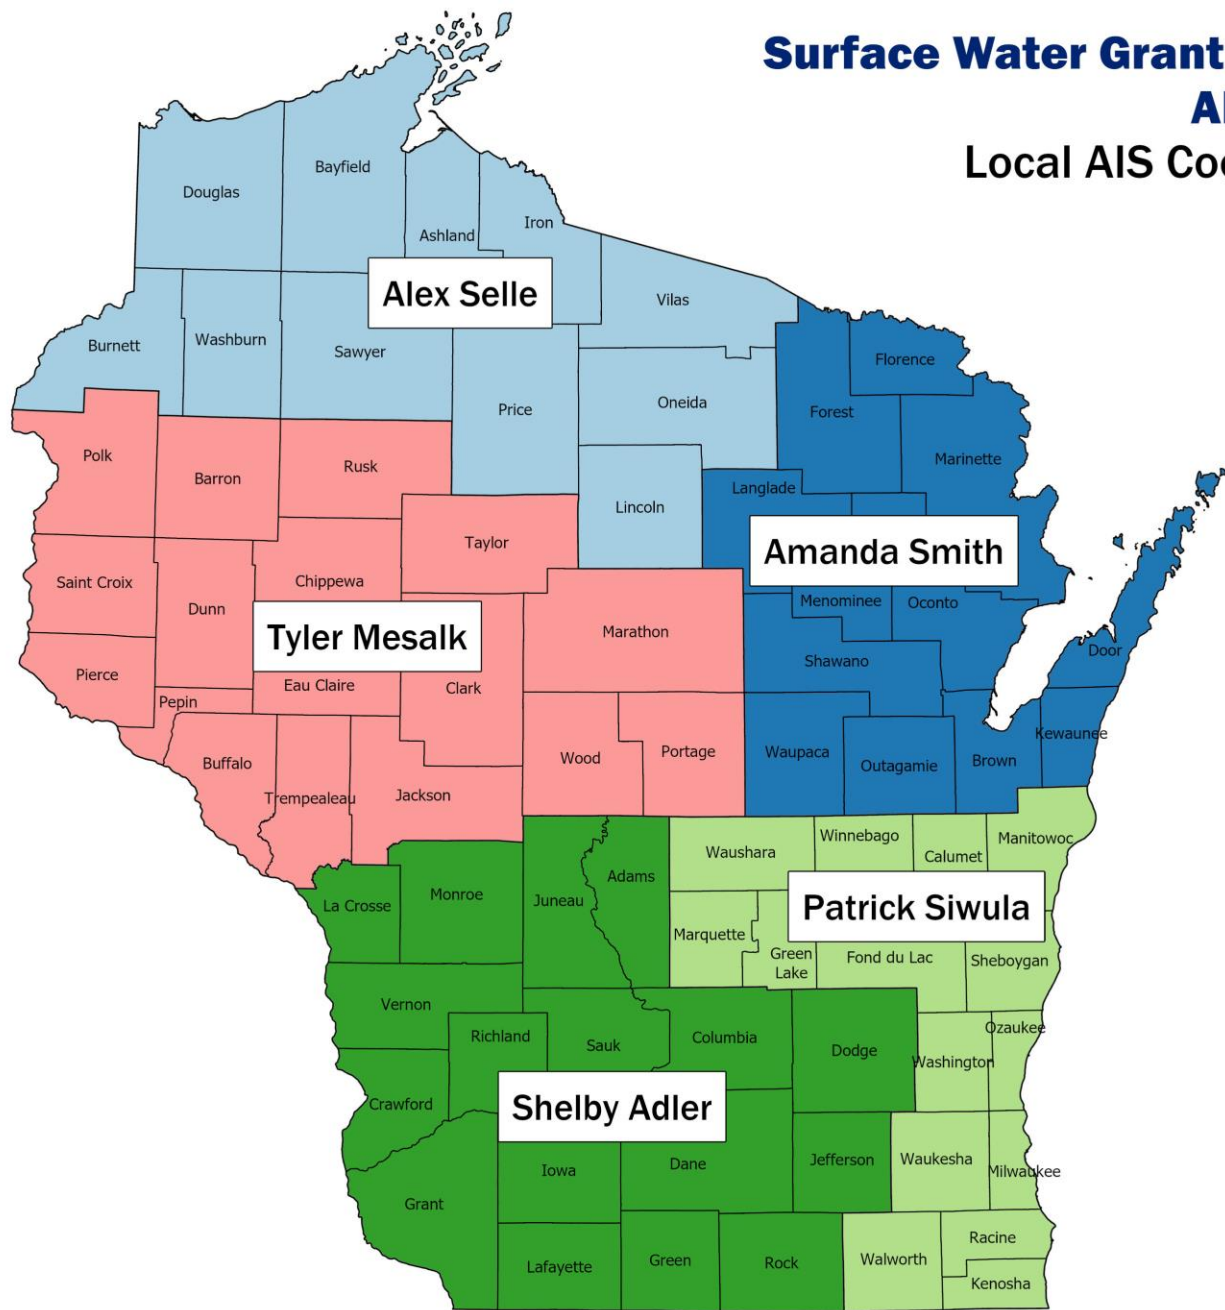 Surface Water Grant
Local AIS
Douglas
Bayfield
Ashland
Iron
Alex Selle
Vilas
Burnett
Washburn
Sawyer
Price
Oneida
Florence
Forest
Marinette
Polk
Barron
Rusk
Lincoln
Langlade
Taylor
Amanda Smith
Saint Croix
Dunn
Chippewa
Menominee
Oconto
Tyler Mesalk
Marathon
Shawano
Door
Pierce
Eau Claire
Clark
Pepin
Kewaunee
Buffalo
Wood
Portage
Waupaca
Outagamie
Brown
Trempealeau
Jackson
Winnebago
Manitowoc
Waushara
Calumet
Adams
Monroe
Juneau
La Crosse
Patrick Siwula
Marquette
Green
Lake
Fond du Lac
Sheboygan
Vernon
Richland
Sauk
Columbia
Dodge
Ozaukee
Washington
Crawford
Shelby Adler
Iowa
Dane
Jefferson
Waukesha
Milwaukee
Grant
Lafayette
Green
Rock
Walworth
Racine
Kenosha